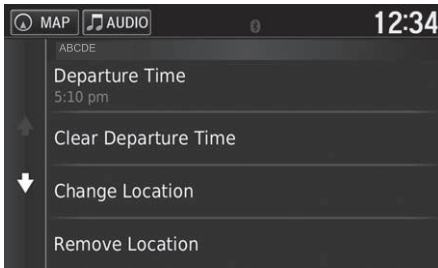 MAP AUDIO 12:34
ABCDE
Departure Time
5:10 pm
Clear Departure Time
Change Location
Remove Location